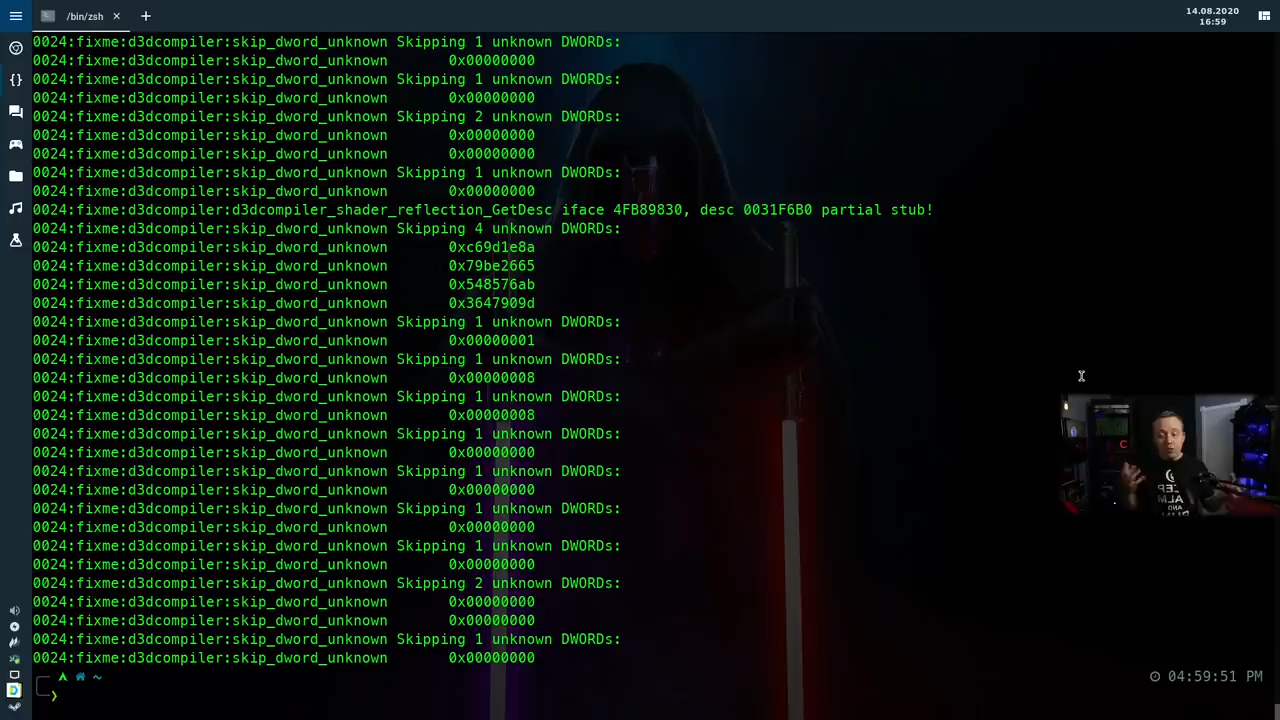 /bin/zsh
14.08.2020
16:59
0024:fixme:d3dcompiler:skip_dword_unknown Skipping 1 unknown DWORDs:
0024:fixme:d3dcompiler:skip_dword_unknown 0x00000000
0024:fixme:d3dcompiler:skip_dword_unknown Skipping 1 unknown DWORDs:
0024:fixme:d3dcompiler:skip_dword_unknown 0x00000000
0024:fixme:d3dcompiler:skip_dword_unknown Skipping 2 unknown DWORDs:
0024:fixme:d3dcompiler:skip_dword_unknown 0x00000000
0024:fixme:d3dcompiler:skip_dword_unknown 0x00000000
0024:fixme:d3dcompiler:skip_dword_unknown Skipping 1 unknown DWORDs:
0024:fixme:d3dcompiler:skip_dword_unknown 0x00000000
0024:fixme:d3dcompiler:d3dcompiler_shader_reflection_GetDesc iface 4FB89830, desc 0031F6B0 partial stub!
0024:fixme:d3dcompiler:skip_dword_unknown Skipping 4 unknown DWORDs:
0024:fixme:d3dcompiler:skip_dword_unknown 0xc69d1e8a
0024:fixme:d3dcompiler:skip_dword_unknown 0x79be2665
0024:fixme:d3dcompiler:skip_dword_unknown 0x548576ab
0024:fixme:d3dcompiler:skip_dword_unknown 0x3647909d
0024:fixme:d3dcompiler:skip_dword_unknown Skipping 1 unknown DWORDs:
0024:fixme:d3dcompiler:skip_dword_unknown 0x00000001
0024:fixme:d3dcompiler:skip_dword_unknown Skipping 1 unknown DWORDs:
0024:fixme:d3dcompiler:skip_dword_unknown 0x00000008
0024:fixme:d3dcompiler:skip_dword_unknown Skipping 1 unknown DWORDs:
0024:fixme:d3dcompiler:skip_dword_unknown 0x00000008
0024:fixme:d3dcompiler:skip_dword_unknown Skipping 1 unknown DWORDs:
0024:fixme:d3dcompiler:skip_dword_unknown 0x00000000
0024:fixme:d3dcompiler:skip_dword_unknown Skipping 1 unknown DWORDs:
0024:fixme:d3dcompiler:skip_dword_unknown 0x00000000
0024:fixme:d3dcompiler:skip_dword_unknown Skipping 1 unknown DWORDs:
0024:fixme:d3dcompiler:skip_dword_unknown 0x00000000
0024:fixme:d3dcompiler:skip_dword_unknown Skipping 1 unknown DWORDs:
0024:fixme:d3dcompiler:skip_dword_unknown 0x00000000
0024:fixme:d3dcompiler:skip_dword_unknown Skipping 2 unknown DWORDs:
0024:fixme:d3dcompiler:skip_dword_unknown 0x00000000
0024:fixme:d3dcompiler:skip_dword_unknown 0x00000000
0024:fixme:d3dcompiler:skip_dword_unknown Skipping 1 unknown DWORDs:
0024:fixme:d3dcompiler:skip_dword_unknown 0x00000000
~
04:59:51 PM
❯